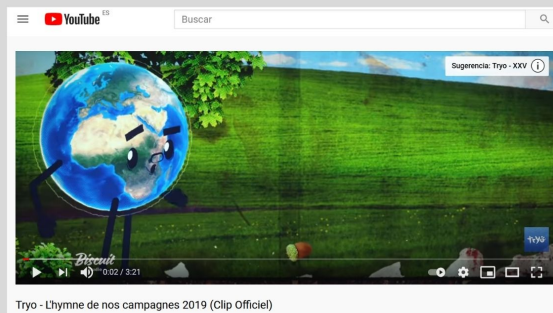 YouTube ES
Buscar
Sugerencia: Tryo - XXV
TRYÖ
Biscuit
0:02 / 3:21
Tryo - L'hymne de nos campagnes 2019 (Clip Officiel)